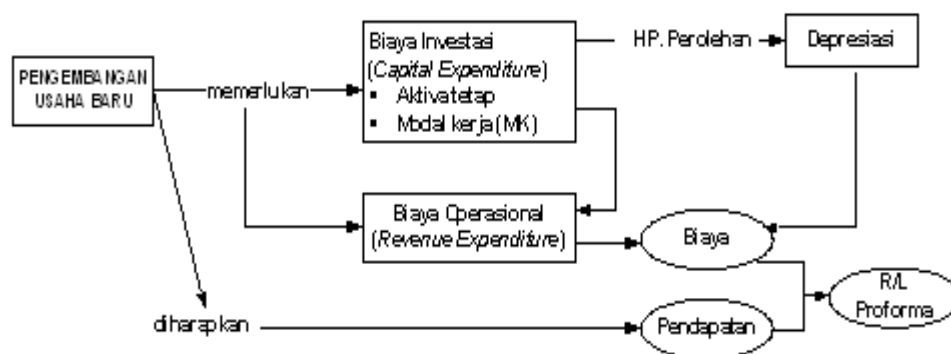 PENGEMBANGAN
USAHA BARU
memerlukan
Biaya Investasi
(Capital Expenditure)
▪ Aktiva tetap
▪ Modal kerja (MK)
HP. Perolehan
Depresiasi
Biaya Operasional
(Revenue Expenditure)
Biaya
R/L
Proforma
diharapkan
Pendapatan